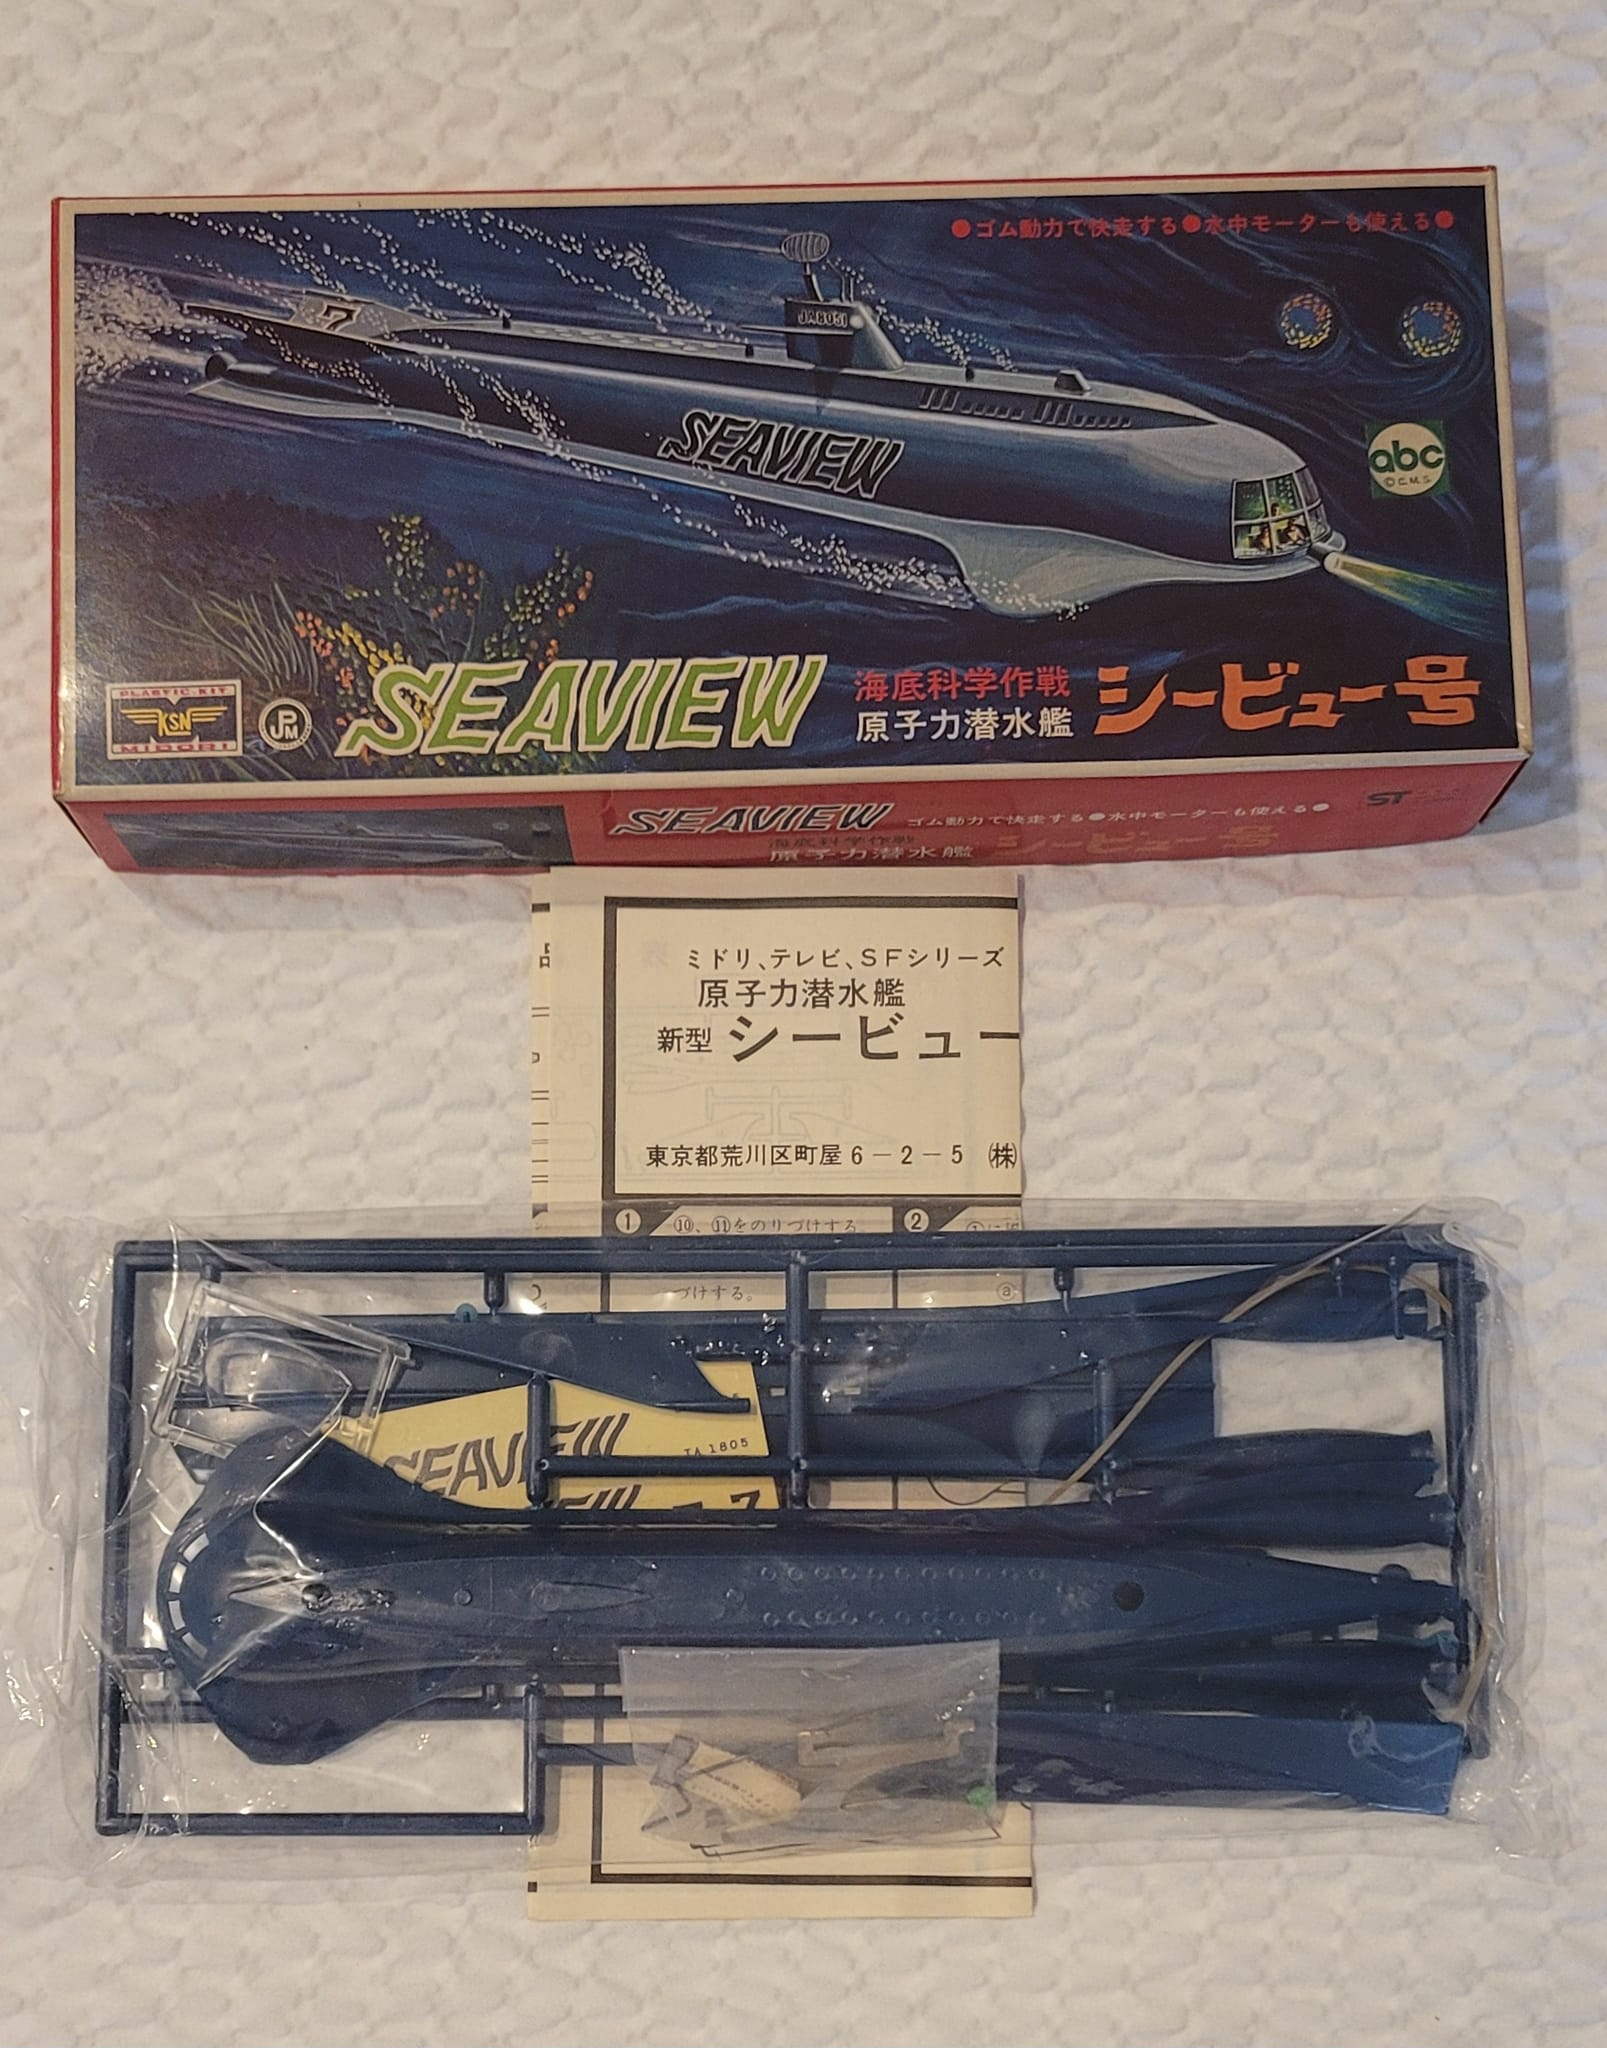 ●ゴム動力で快走する●水中モーターも使える●
7
JA8051
SEAVIEW
abc
©C.M.S.
PLASTIC KIT
KSN
MIDORI
JPM
SEAVIEW
海底科学作戦
原子力潜水艦
シービュー号
SEAVIEW
ゴム動力で快走する●水中モーターも使える●
ST
海底科学作戦
原子力潜水艦
シービュー号
ミドリ、テレビ、SFシリーズ
原子力潜水艦
新型 シービュー
東京都荒川区町屋6-2-5 ㈱
1 ⑩、⑪をのりづけする。
2
づけする。
ⓐ
SEAVIEW
JA 1805
7